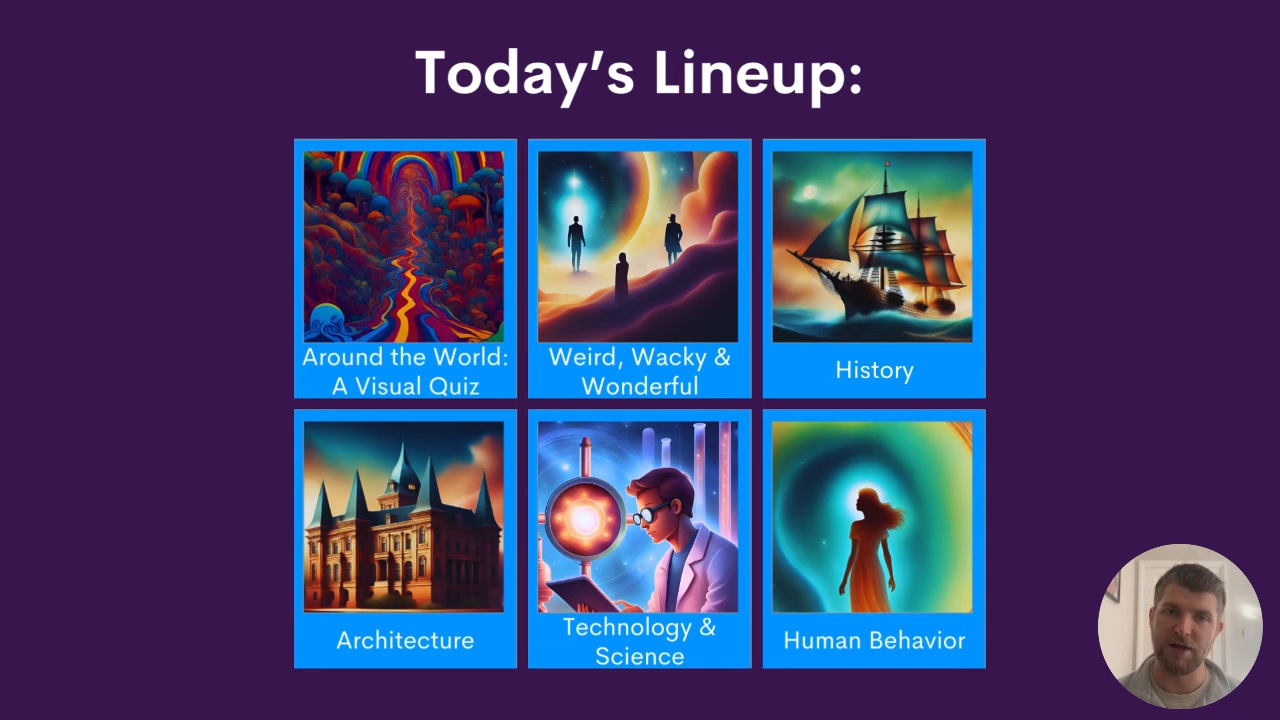 Today's Lineup:
Around the World:
A Visual Quiz
Weird, Wacky &
Wonderful
History
Architecture
Technology &
Science
Human Behavior